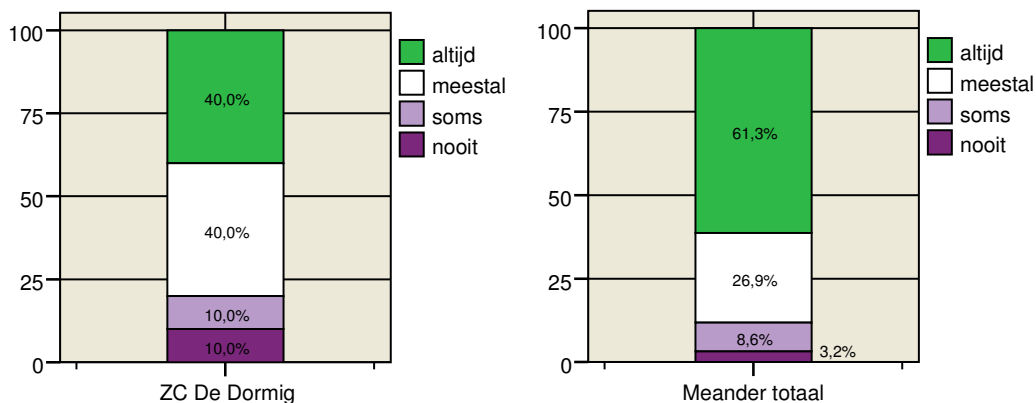 100
75
50
25
0
40,0%
40,0%
10,0%
10,0%
altijd
meestal
soms
nooit
ZC De Dormig
100
75
50
25
0
61,3%
26,9%
8,6%
3,2%
altijd
meestal
soms
nooit
Meander totaal